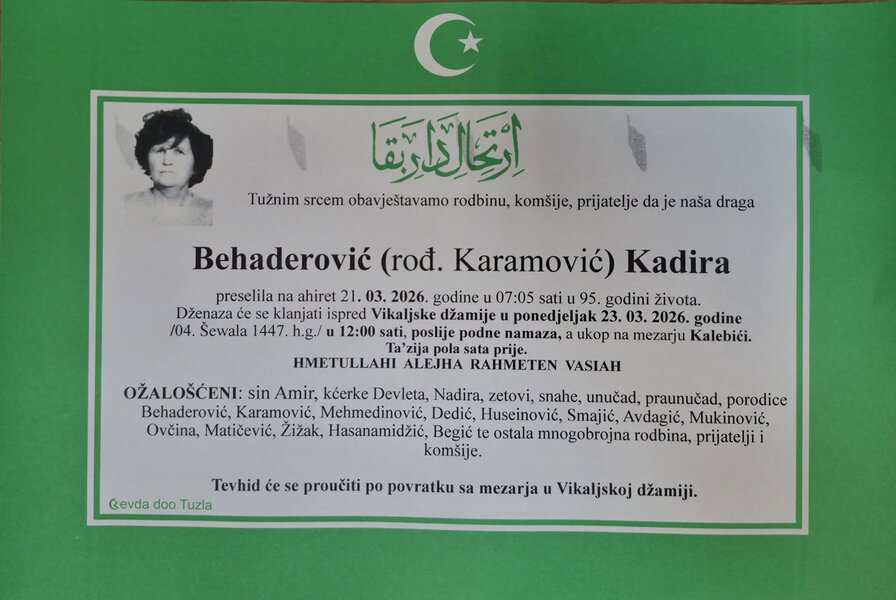 اِرْتِحَالِ دَارِ بَقَا
Tužnim srcem obavještavamo rodbinu, komšije, prijatelje da je naša draga
Behaderović (rođ. Karamović) Kadira
preselila na ahiret 21. 03. 2026. godine u 07:05 sati u 95. godini života.
Dženaza će se klanjati ispred Vikaljske džamije u ponedjeljak 23. 03. 2026. godine
/04. Šewala 1447. h.g./ u 12:00 sati, poslije podne namaza, a ukop na mezarju Kalebići.
Ta'zija pola sata prije.
HMETULLAHI ALEJHA RAHMETEN VASIAH
OŽALOŠĆENI: sin Amir, kćerke Devleta, Nadira, zetovi, snahe, unučad, praunučad, porodice
Behaderović, Karamović, Mehmedinović, Dedić, Huseinović, Smajić, Avdagić, Mukinović,
Ovčina, Matičević, Žižak, Hasanamidžić, Begić te ostala mnogobrojna rodbina, prijatelji i
komšije.
Tevhid će se proučiti po povratku sa mezarja u Vikaljskoj džamiji.
evda doo Tuzla